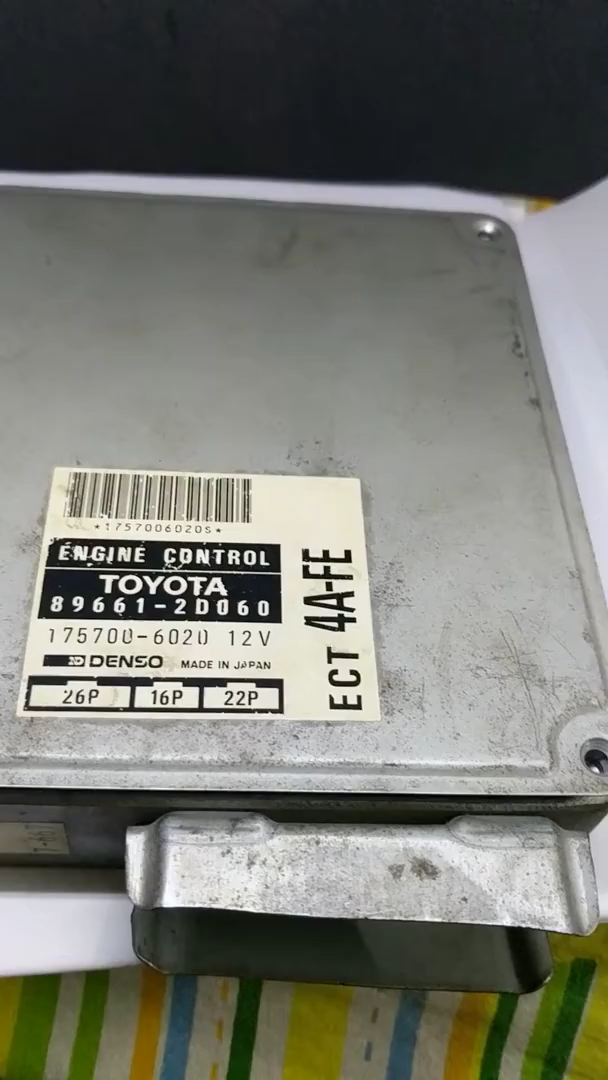 *1757006020S*
ENGINE CONTROL
TOYOTA
89661-2D060
175700-6020 12V
DENSO MADE IN JAPAN
26P 16P 22P
ECT 4A-FE